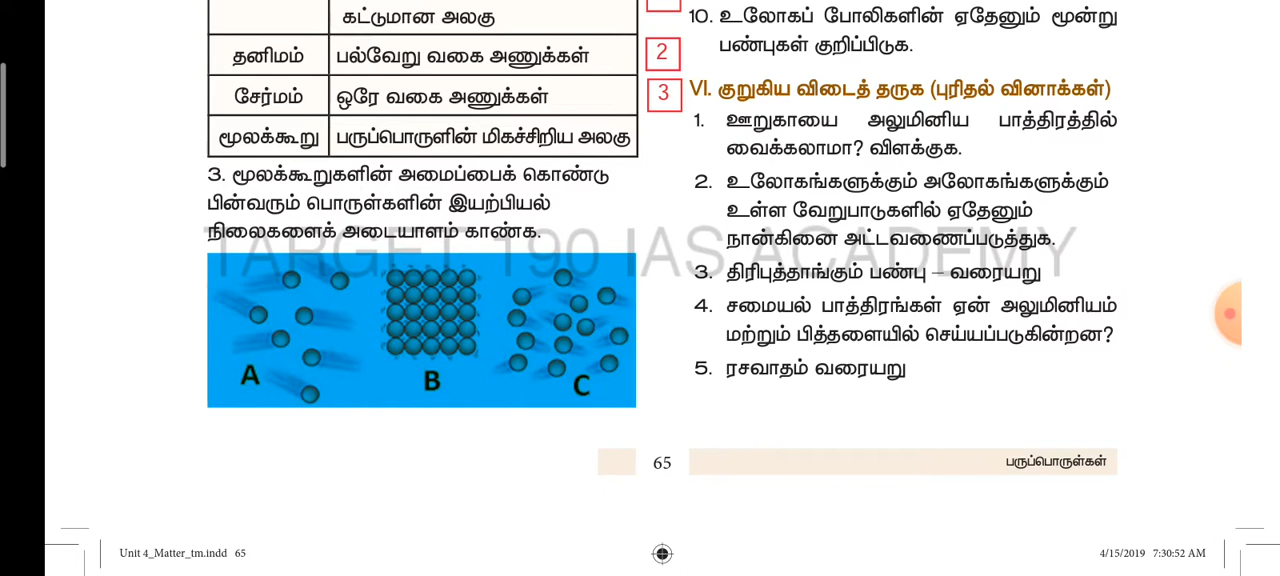 கட்டுமான அலகு
தனிமம் பல்வேறு வகை அணுக்கள்
சேர்மம் ஒரே வகை அணுக்கள்
மூலக்கூறு பருப்பொருளின் மிகச்சிறிய அலகு
3. மூலக்கூறுகளின் அமைப்பைக் கொண்டு
பின்வரும் பொருள்களின் இயற்பியல்
நிலைகளைக் அடையாளம் காண்க.
A B C
2
3
10. உலோகப் போலிகளின் ஏதேனும் மூன்று
பண்புகள் குறிப்பிடுக.
VI. குறுகிய விடைத் தருக (புரிதல் வினாக்கள்)
1. ஊறுகாயை அலுமினிய பாத்திரத்தில்
வைக்கலாமா? விளக்குக.
2. உலோகங்களுக்கும் அலோகங்களுக்கும்
உள்ள வேறுபாடுகளில் ஏதேனும்
நான்கினை அட்டவணைப்படுத்துக.
3. திரிபுத்தாங்கும் பண்பு – வரையறு
4. சமையல் பாத்திரங்கள் ஏன் அலுமினியம்
மற்றும் பித்தளையில் செய்யப்படுகின்றன?
5. ரசவாதம் வரையறு
TARGET 190 IAS ACADEMY
65 பருப்பொருள்கள்
Unit 4_Matter_tm.indd 65 4/15/2019 7:30:52 AM